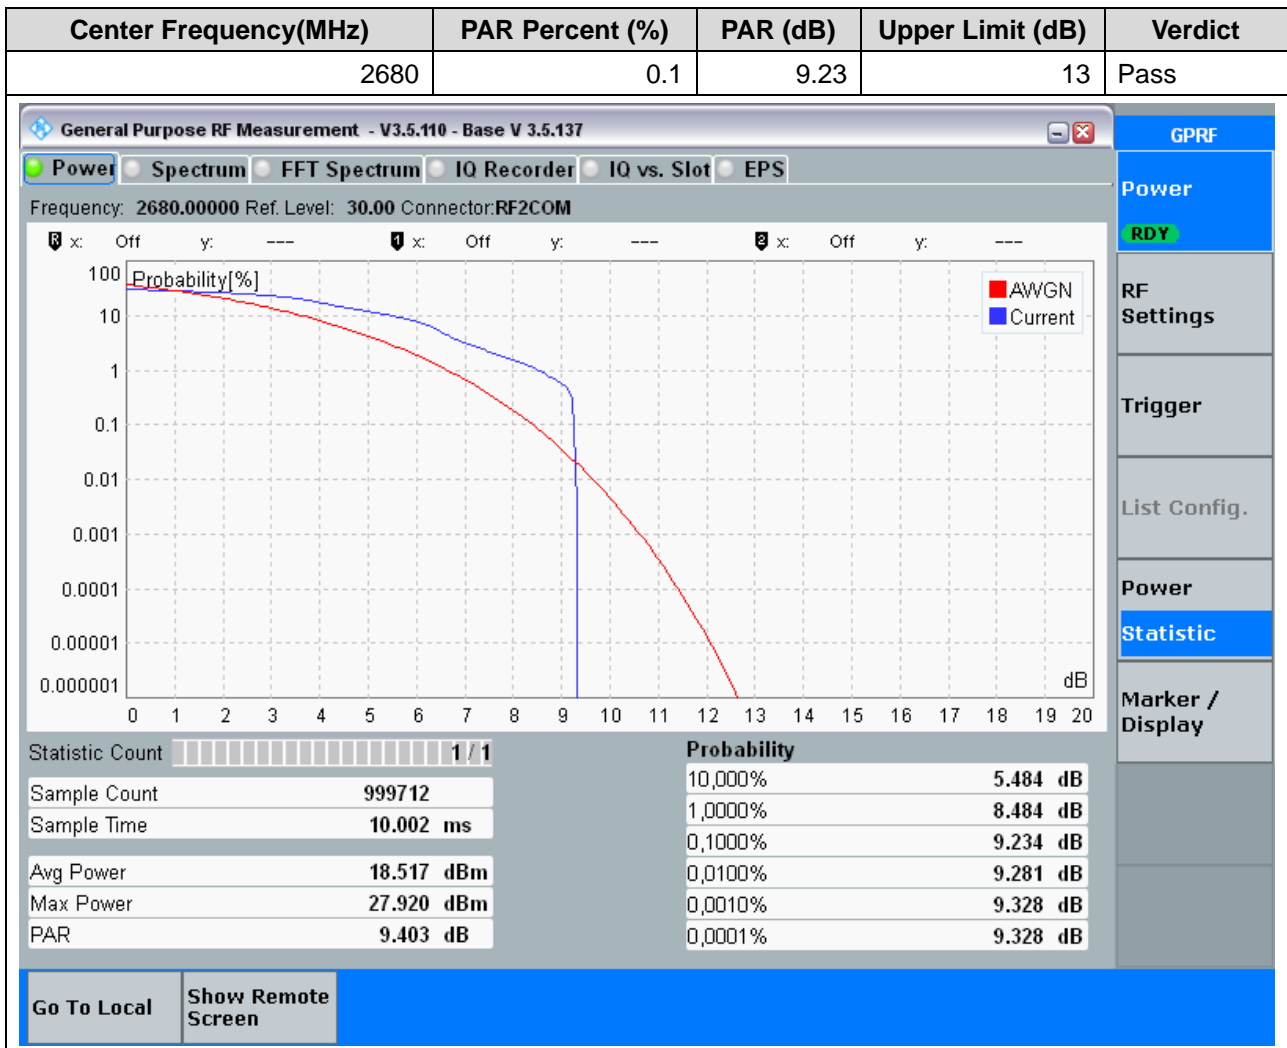 Center Frequency(MHz) PAR Percent (%) PAR (dB) Upper Limit (dB) Verdict
2680 0.1 9.23 13 Pass
General Purpose RF Measurement - V3.5.110 - Base V 3.5.137
GPRF
Power Spectrum FFT Spectrum IQ Recorder IQ vs. Slot EPS
Frequency: 2680.00000 Ref. Level: 30.00 Connector:RF2COM
R x: Off y: --- 1 x: Off y: --- 2 x: Off y: ---
Probability[%]
100
10
1
0.1
0.01
0.001
0.0001
0.00001
0.000001
AWGN
Current
dB
0 1 2 3 4 5 6 7 8 9 10 11 12 13 14 15 16 17 18 19 20
Statistic Count 1 / 1
Sample Count 999712
Sample Time 10.002 ms
Avg Power 18.517 dBm
Max Power 27.920 dBm
PAR 9.403 dB
Probability
10,000% 5.484 dB
1,0000% 8.484 dB
0,1000% 9.234 dB
0,0100% 9.281 dB
0,0010% 9.328 dB
0,0001% 9.328 dB
Power
RDY
RF
Settings
Trigger
List Config.
Power
Statistic
Marker /
Display
Go To Local
Show Remote
Screen